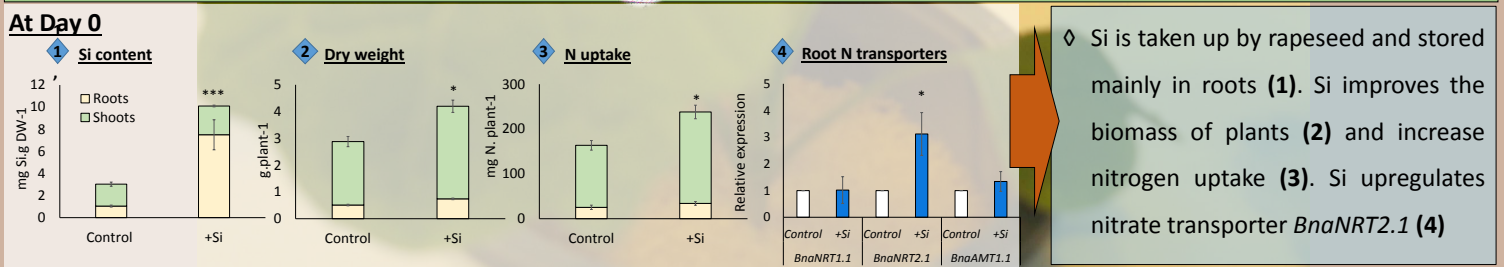 At Day 0
1 Si content
,
mg Si.g DW-1
12
10
8
6
4
2
0
Roots
Shoots
***
Control +Si
2 Dry weight
g.plant-1
5
4
3
2
1
0
*
Control +Si
3 N uptake
mg N. plant-1
300
200
100
0
*
Control +Si
4 Root N transporters
Relative expression
5
4
3
2
1
0
*
Control +Si Control +Si Control +Si
BnaNRT1.1 BnaNRT2.1 BnaAMT1.1
◊ Si is taken up by rapeseed and stored
mainly in roots (1). Si improves the
biomass of plants (2) and increase
nitrogen uptake (3). Si upregulates
nitrate transporter BnaNRT2.1 (4)